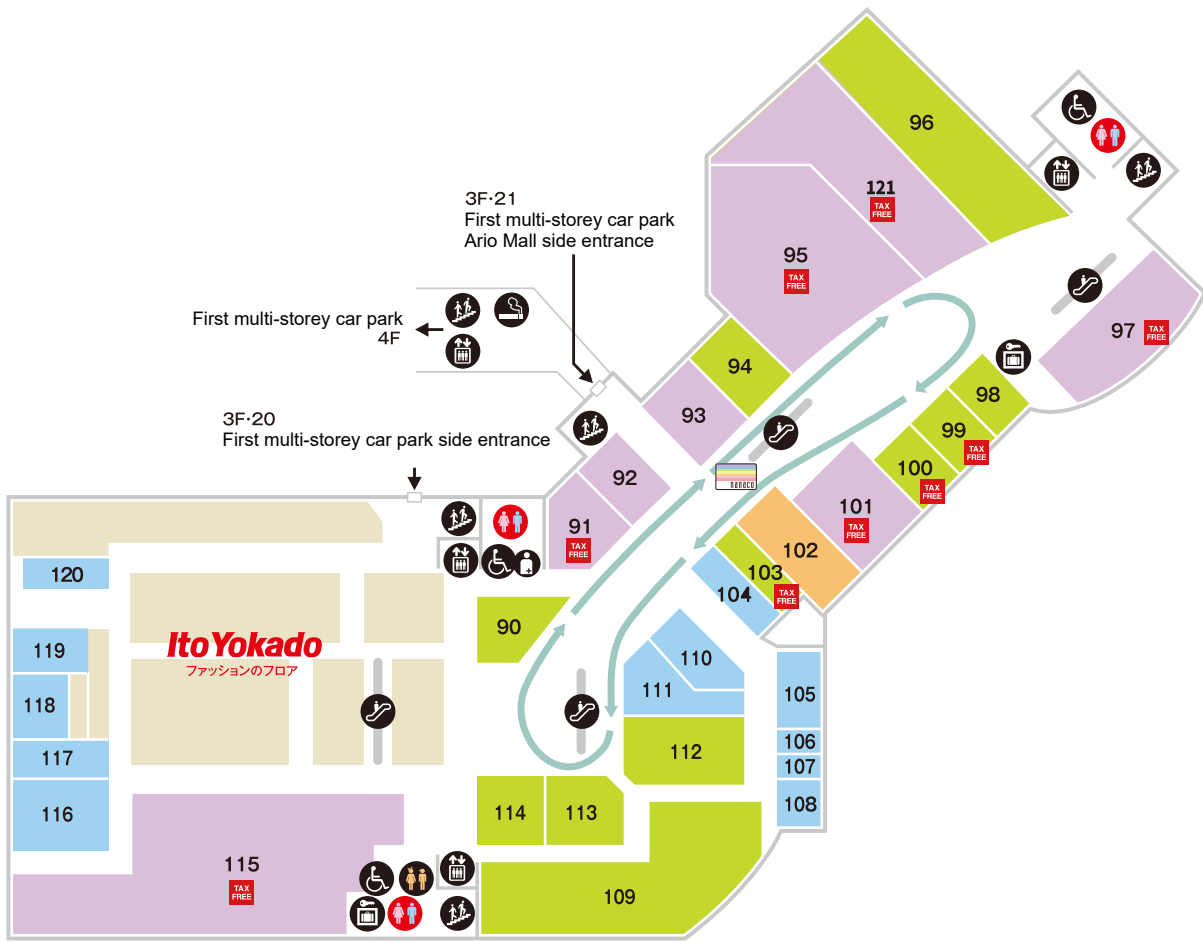 96
3F·21
First multi-storey car park
Ario Mall side entrance
121
TAX
FREE
95
TAX
FREE
First multi-storey car park
4F
97
TAX
FREE
94
98
93
99
TAX
FREE
3F·20
First multi-storey car park side entrance
100
TAX
FREE
92
nanaco
101
TAX
FREE
91
TAX
FREE
102
120
103
TAX
FREE
104
90
Ito Yokado
ファッションのフロア
119
110
118
111
105
117
112
106
107
116
114
113
108
115
TAX
FREE
109